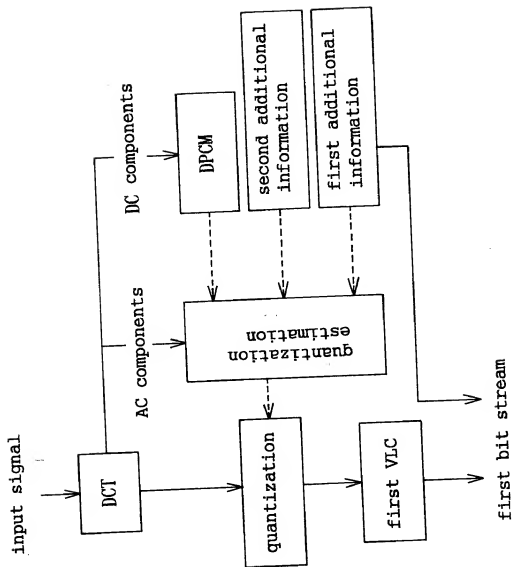 input signal
DCT
AC components
DC components
DPCM
second additional
information
first additional
information
quantization
estimation
quantization
first VLC
first bit stream